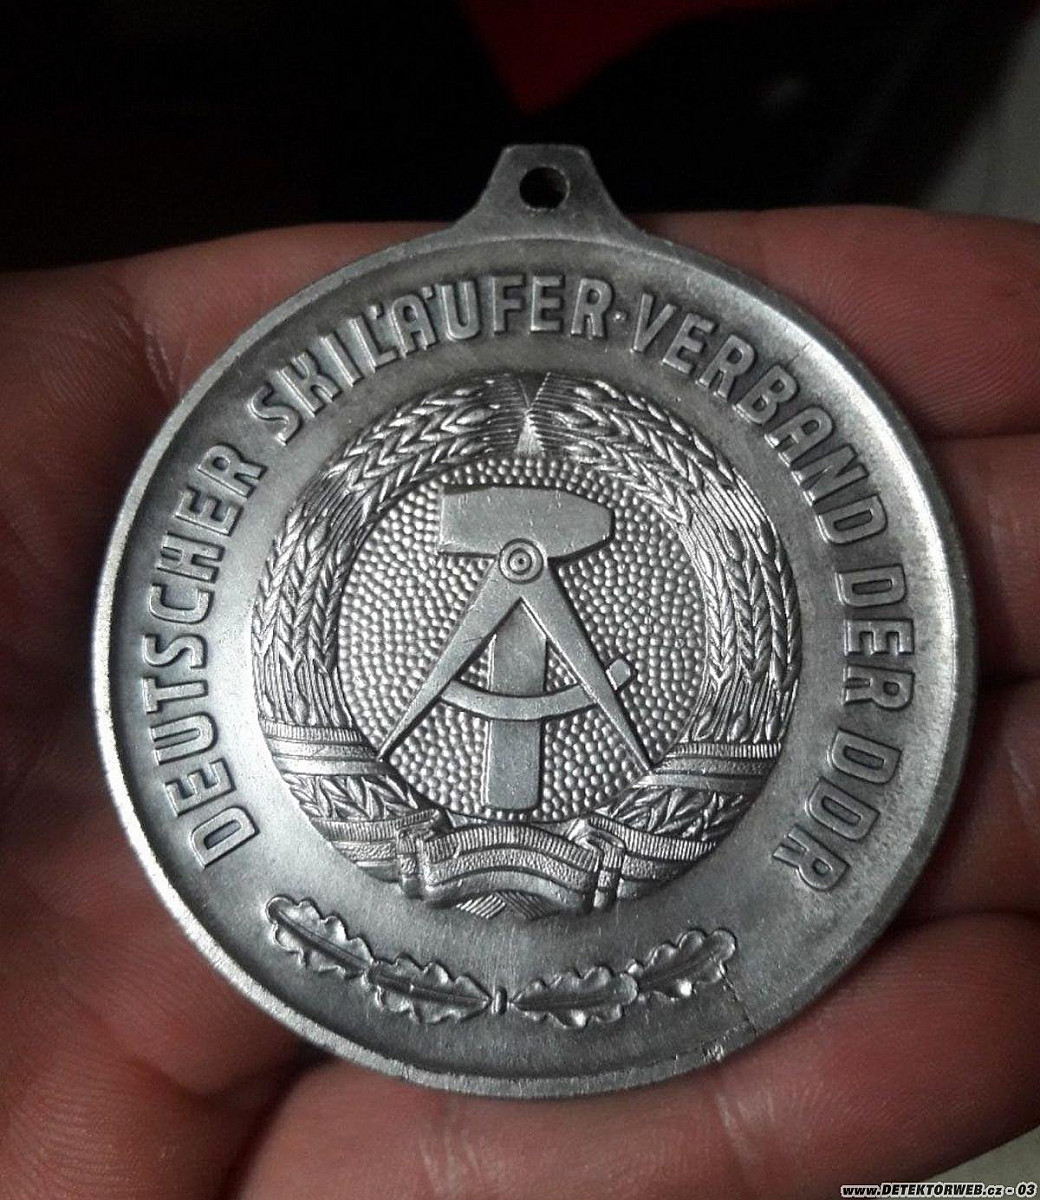 DEUTSCHER SKILÄUFER-VERBAND DER DDR
www.DETEKTORWEB.cz - 03